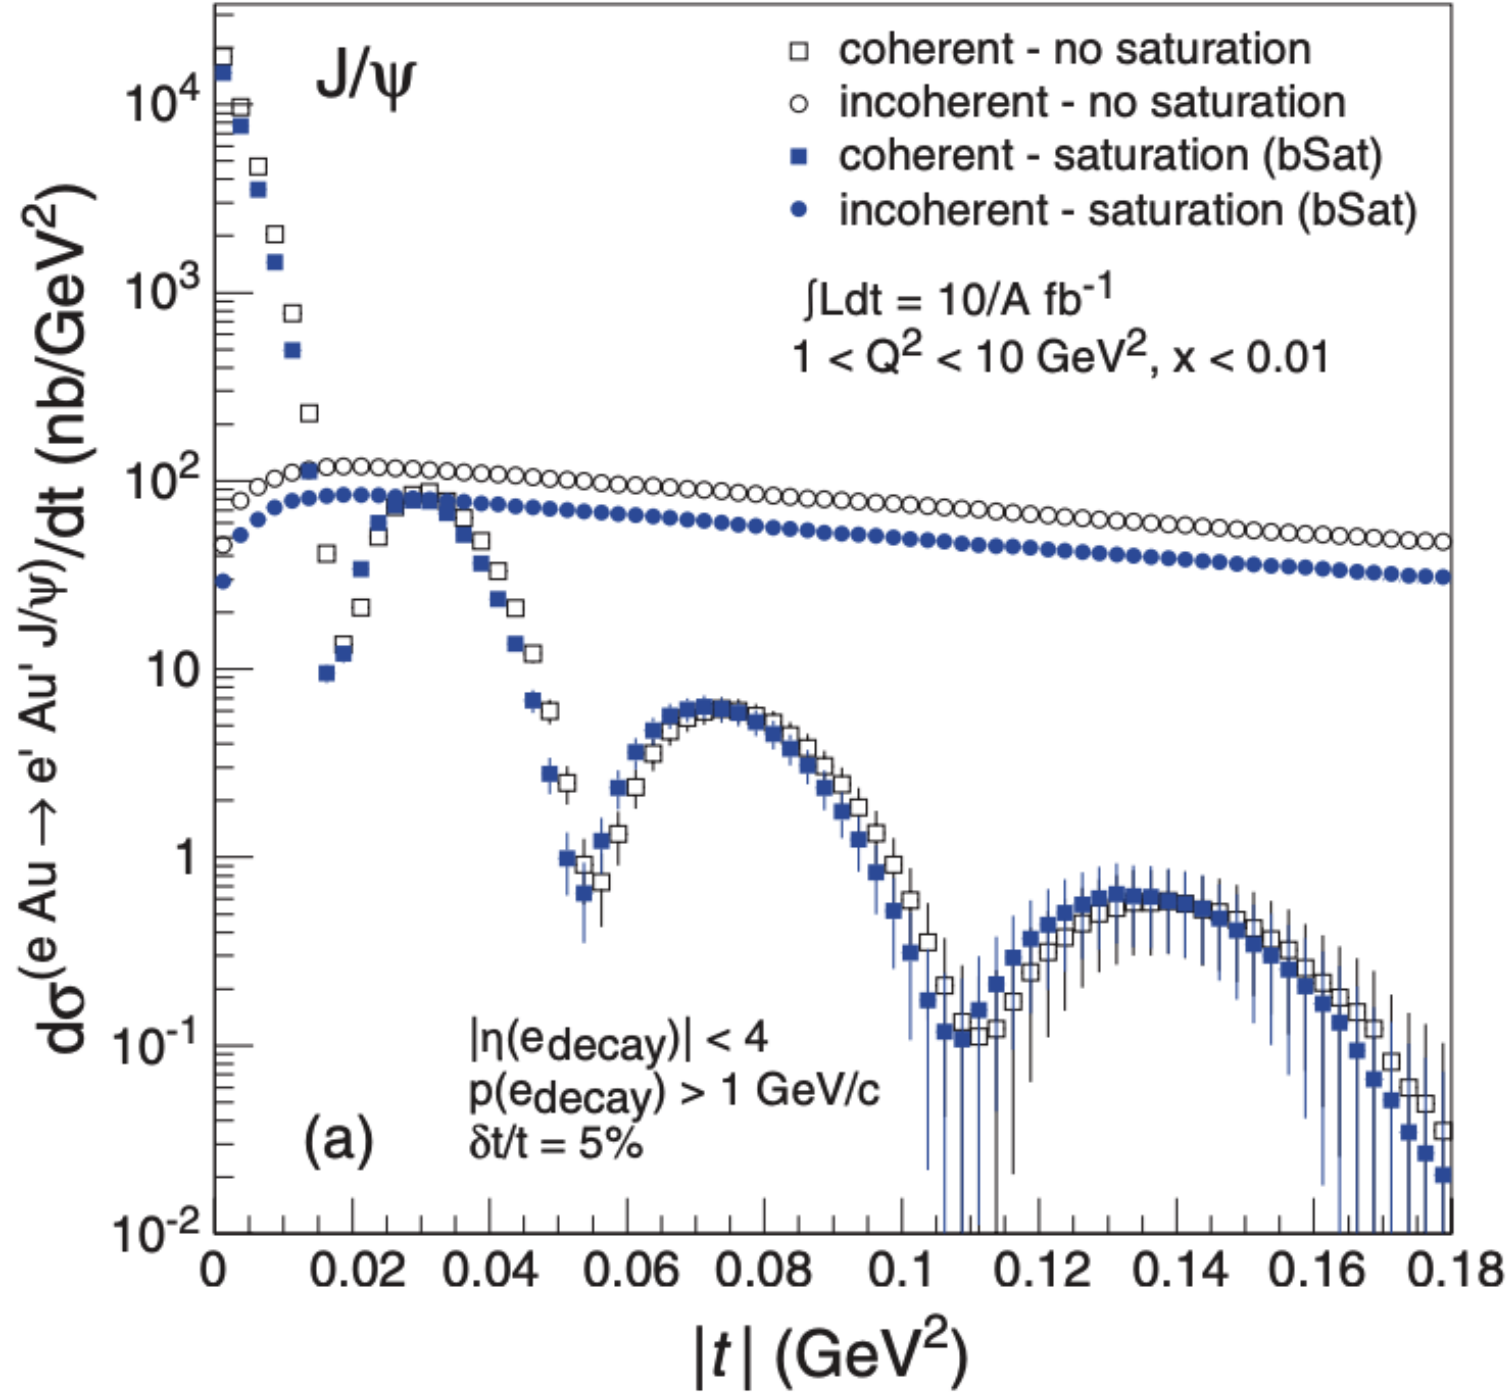 J/ψ
coherent - no saturation
incoherent - no saturation
coherent - saturation (bSat)
incoherent - saturation (bSat)
∫Ldt = 10/A fb⁻¹
1 < Q² < 10 GeV², x < 0.01
dσ(e Au → e' Au' J/ψ)/dt (nb/GeV²)
10⁴
10³
10²
10
1
10⁻¹
10⁻²
|η(e_decay)| < 4
p(e_decay) > 1 GeV/c
δt/t = 5%
(a)
0 0.02 0.04 0.06 0.08 0.1 0.12 0.14 0.16 0.18
|t| (GeV²)